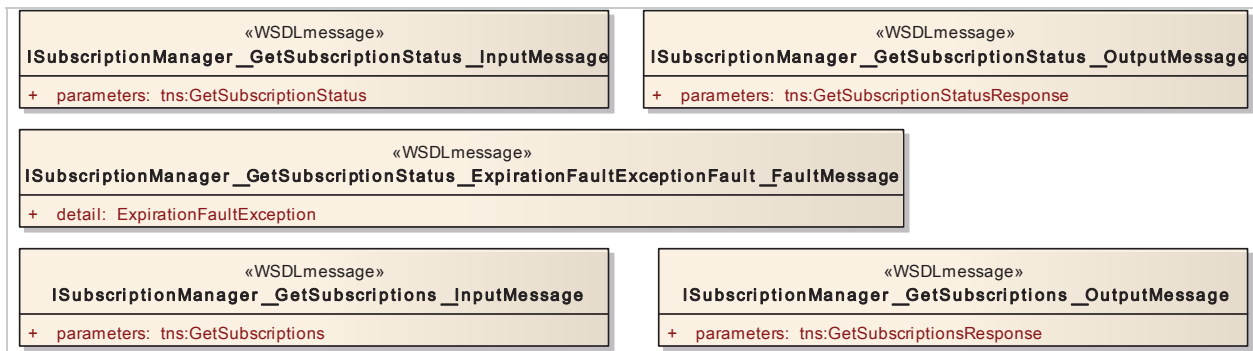 «WSDLmessage»
ISubscriptionManager_GetSubscriptionStatus_InputMessage
+ parameters: tns:GetSubscriptionStatus
«WSDLmessage»
ISubscriptionManager_GetSubscriptionStatus_OutputMessage
+ parameters: tns:GetSubscriptionStatusResponse
«WSDLmessage»
ISubscriptionManager_GetSubscriptionStatus_ExpirationFaultExceptionFault_FaultMessage
+ detail: ExpirationFaultException
«WSDLmessage»
ISubscriptionManager_GetSubscriptions_InputMessage
+ parameters: tns:GetSubscriptions
«WSDLmessage»
ISubscriptionManager_GetSubscriptions_OutputMessage
+ parameters: tns:GetSubscriptionsResponse